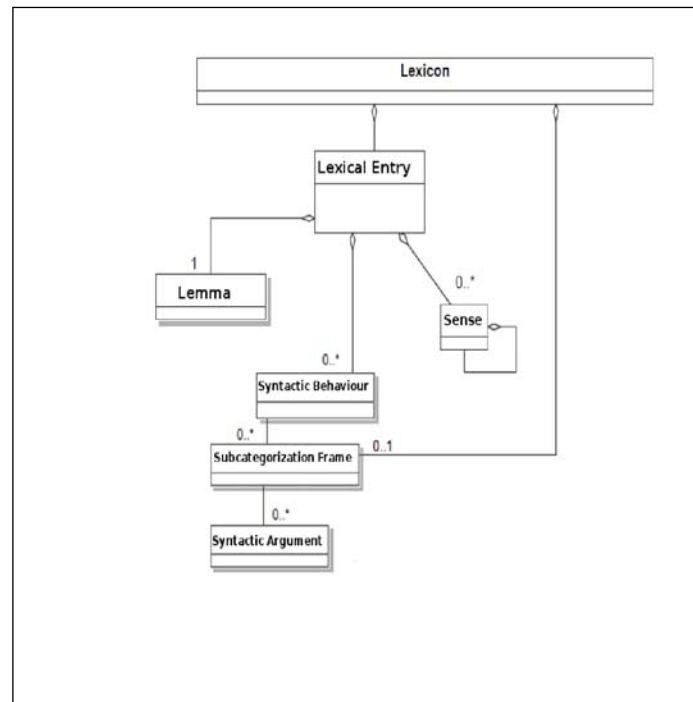 Lexicon
Lexical Entry
1
Lemma
0..*
Sense
0..*
Syntactic Behaviour
0..*
0..1
Subcategorization Frame
0..*
Syntactic Argument